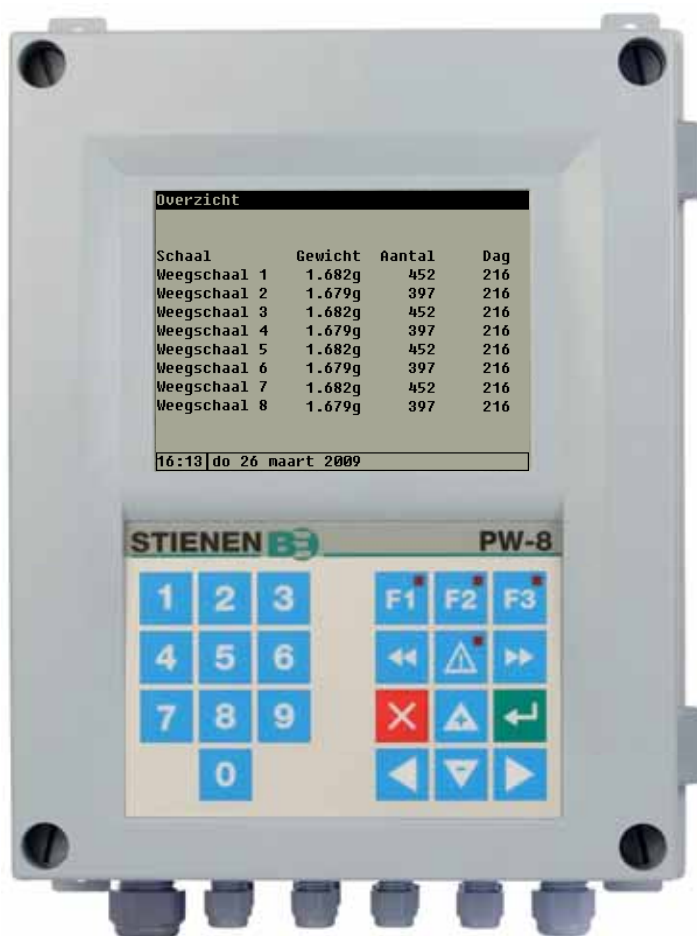 Overzicht
Schaal Gewicht Aantal Dag
Weegschaal 1 1.682g 452 216
Weegschaal 2 1.679g 397 216
Weegschaal 3 1.682g 452 216
Weegschaal 4 1.679g 397 216
Weegschaal 5 1.682g 452 216
Weegschaal 6 1.679g 397 216
Weegschaal 7 1.682g 452 216
Weegschaal 8 1.679g 397 216
16:13 do 26 maart 2009
STIENEN BE PW-8
1 2 3 F1 F2 F3
4 5 6
7 8 9
0